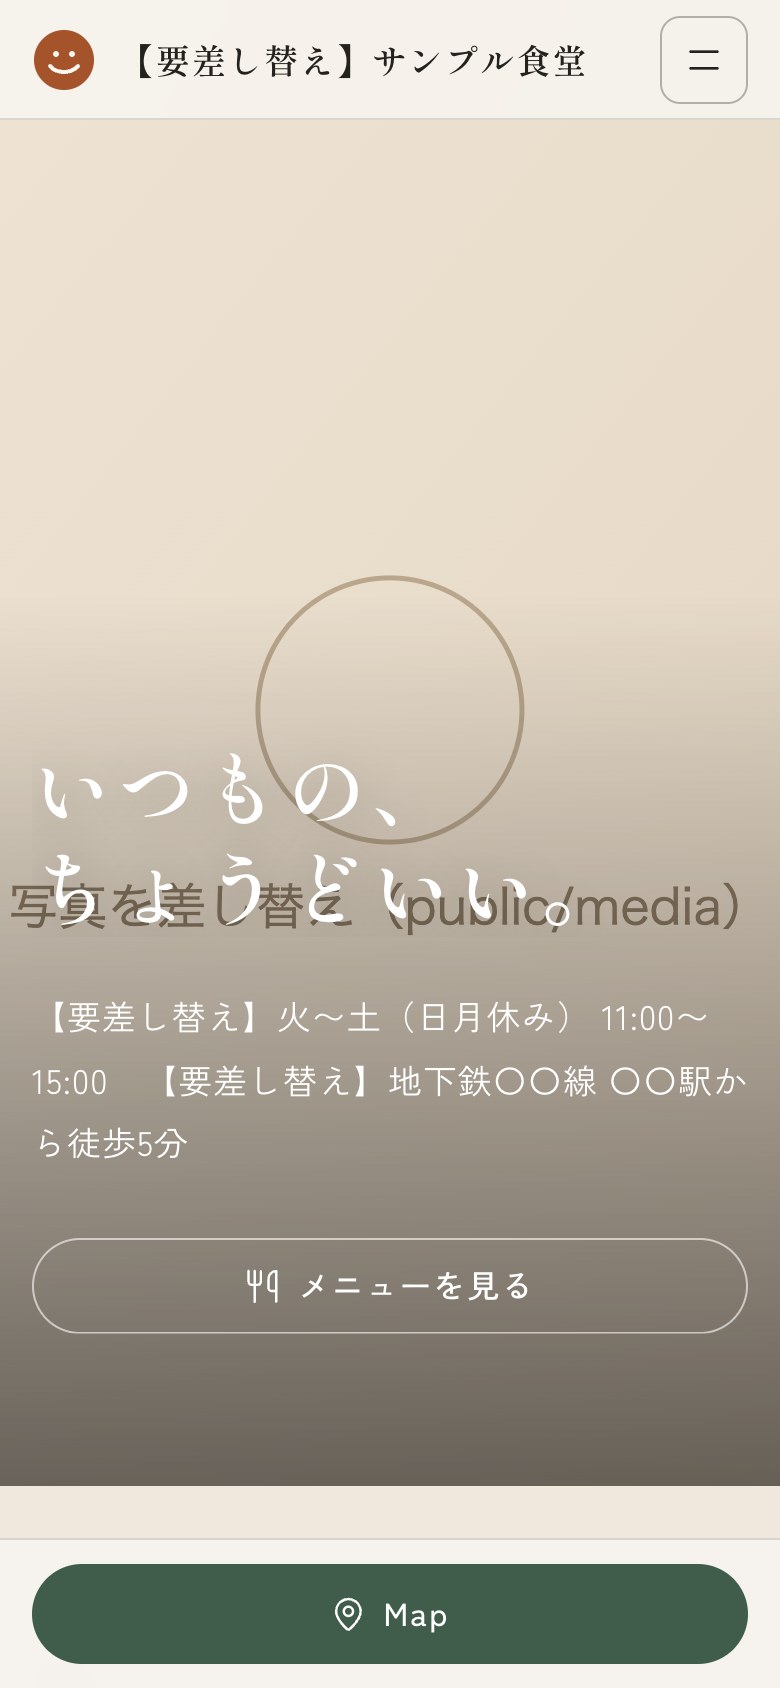 【要差し替え】サンプル食堂
いつもの、
ちょうどいい。
写真を差し替え（public/media）
【要差し替え】火〜土（日月休み） 11:00〜
15:00　【要差し替え】地下鉄〇〇線 〇〇駅か
ら徒歩5分
メニューを見る
Map